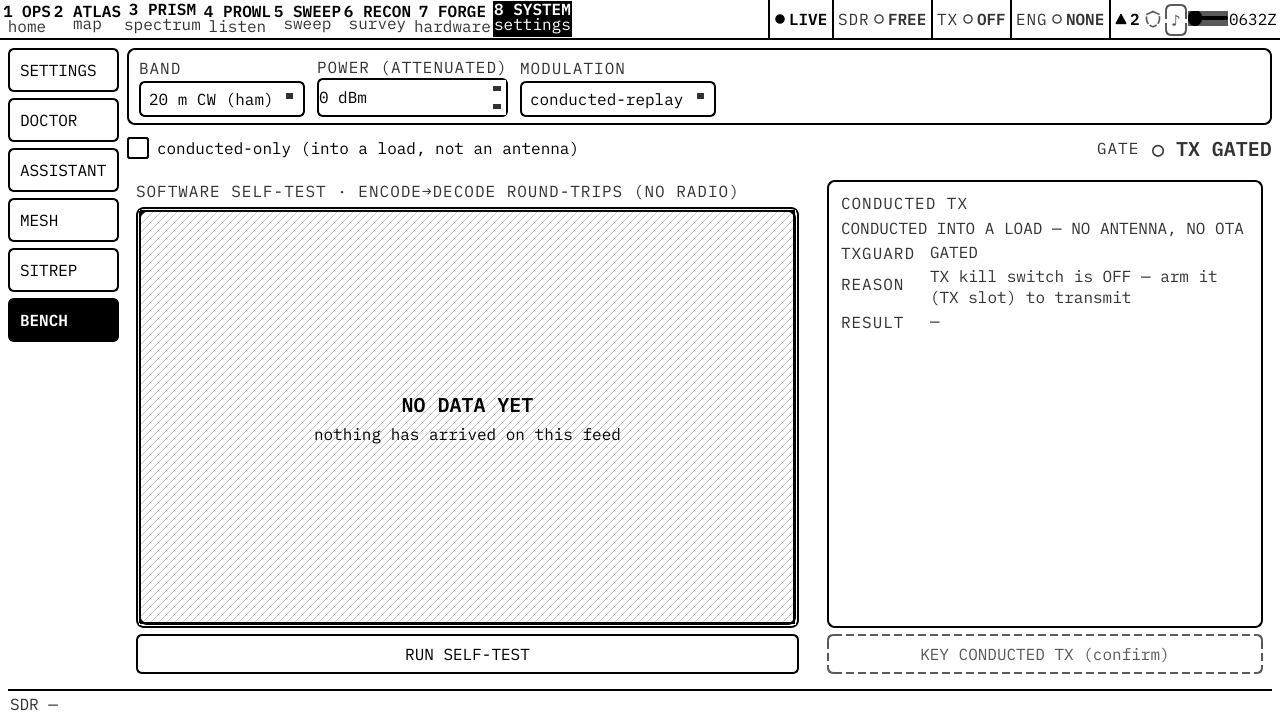 1 OPS 2 ATLAS 3 PRISM 4 PROWL 5 SWEEP 6 RECON 7 FORGE 8 SYSTEM
home map spectrum listen sweep survey hardware settings
● LIVE SDR ○ FREE TX ○ OFF ENG ○ NONE ▲ 2 ♪ 0632Z
SETTINGS
DOCTOR
ASSISTANT
MESH
SITREP
BENCH
BAND POWER (ATTENUATED) MODULATION
20 m CW (ham) 0 dBm conducted-replay
conducted-only (into a load, not an antenna)
GATE ○ TX GATED
SOFTWARE SELF-TEST · ENCODE→DECODE ROUND-TRIPS (NO RADIO)
NO DATA YET
nothing has arrived on this feed
RUN SELF-TEST
CONDUCTED TX
CONDUCTED INTO A LOAD — NO ANTENNA, NO OTA
TXGUARD GATED
REASON TX kill switch is OFF — arm it
(TX slot) to transmit
RESULT —
KEY CONDUCTED TX (confirm)
SDR —